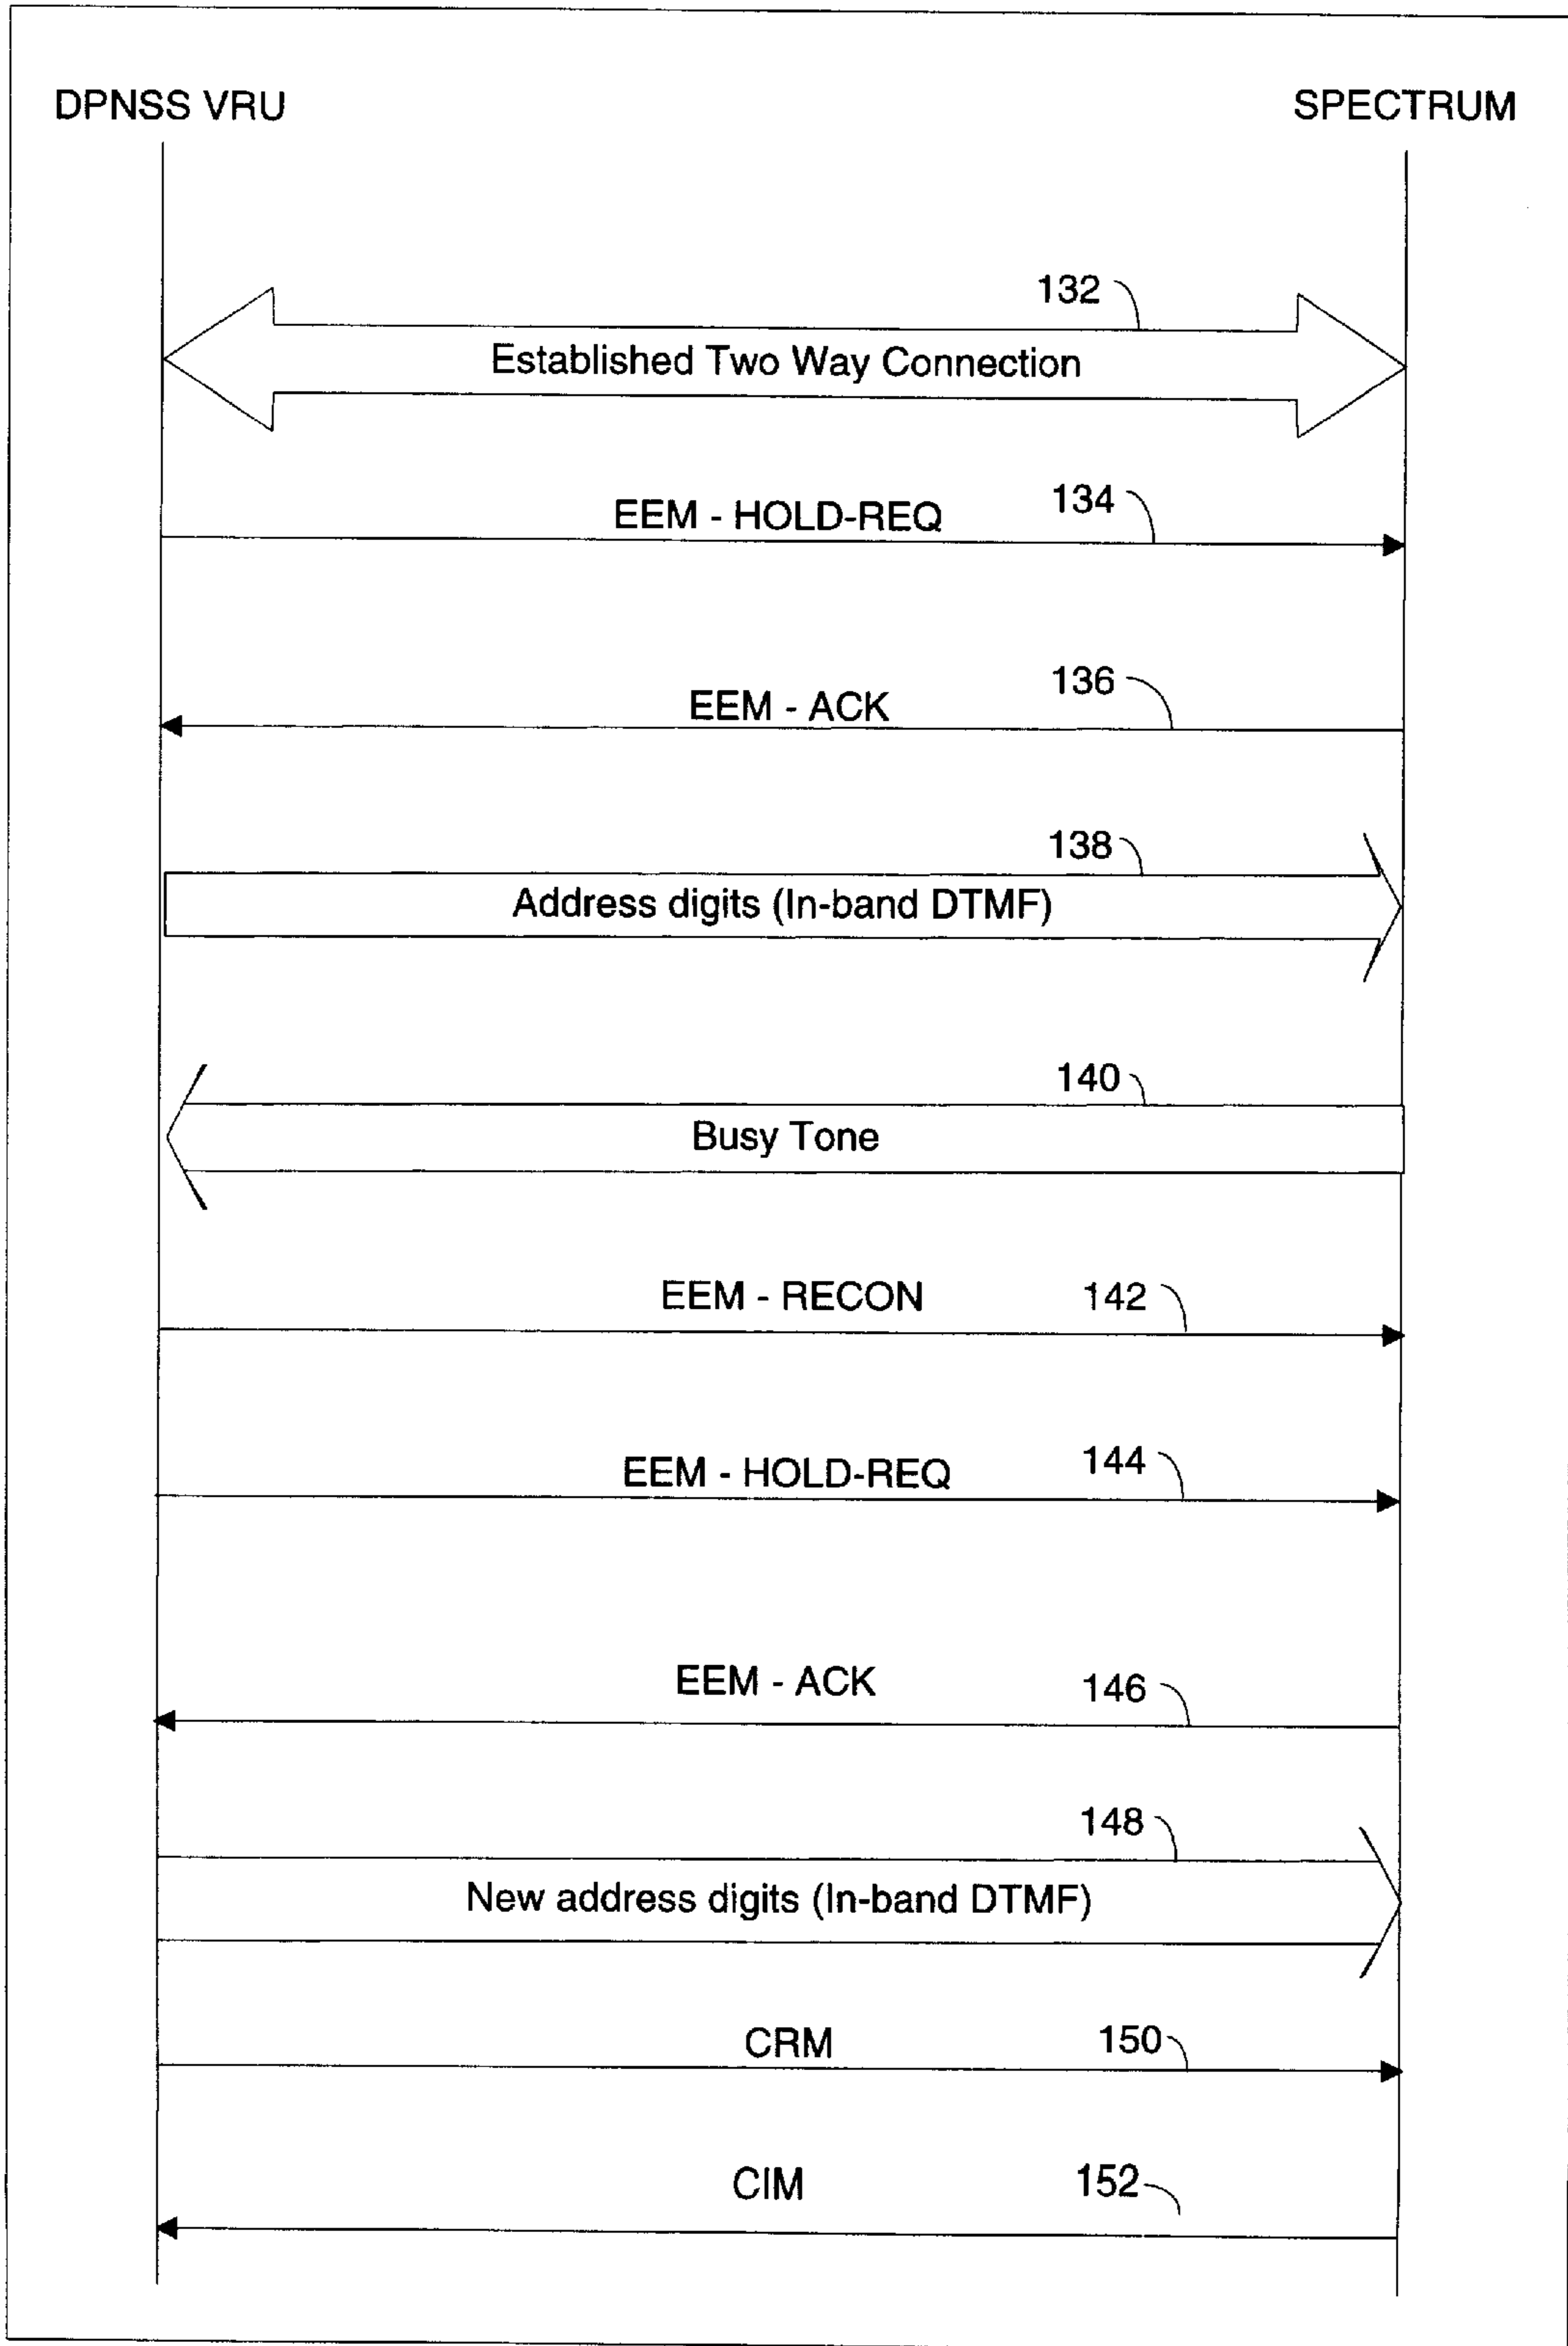 DPNSS VRU
SPECTRUM
132
Established Two Way Connection
134
EEM - HOLD-REQ
136
EEM - ACK
138
Address digits (In-band DTMF)
140
Busy Tone
EEM - RECON
142
EEM - HOLD-REQ
144
EEM - ACK
146
148
New address digits (In-band DTMF)
CRM
150
CIM
152